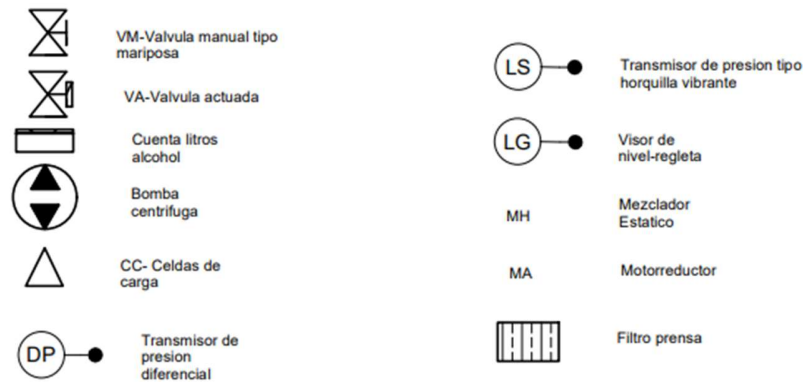 VM-Valvula manual tipo
mariposa
VA-Valvula actuada
Cuenta litros
alcohol
Bomba
centrifuga
CC- Celdas de
carga
DP
Transmisor de
presion
diferencial
LS
Transmisor de presion tipo
horquilla vibrante
LG
Visor de
nivel-regleta
MH
Mezclador
Estatico
MA
Motorreductor
Filtro prensa